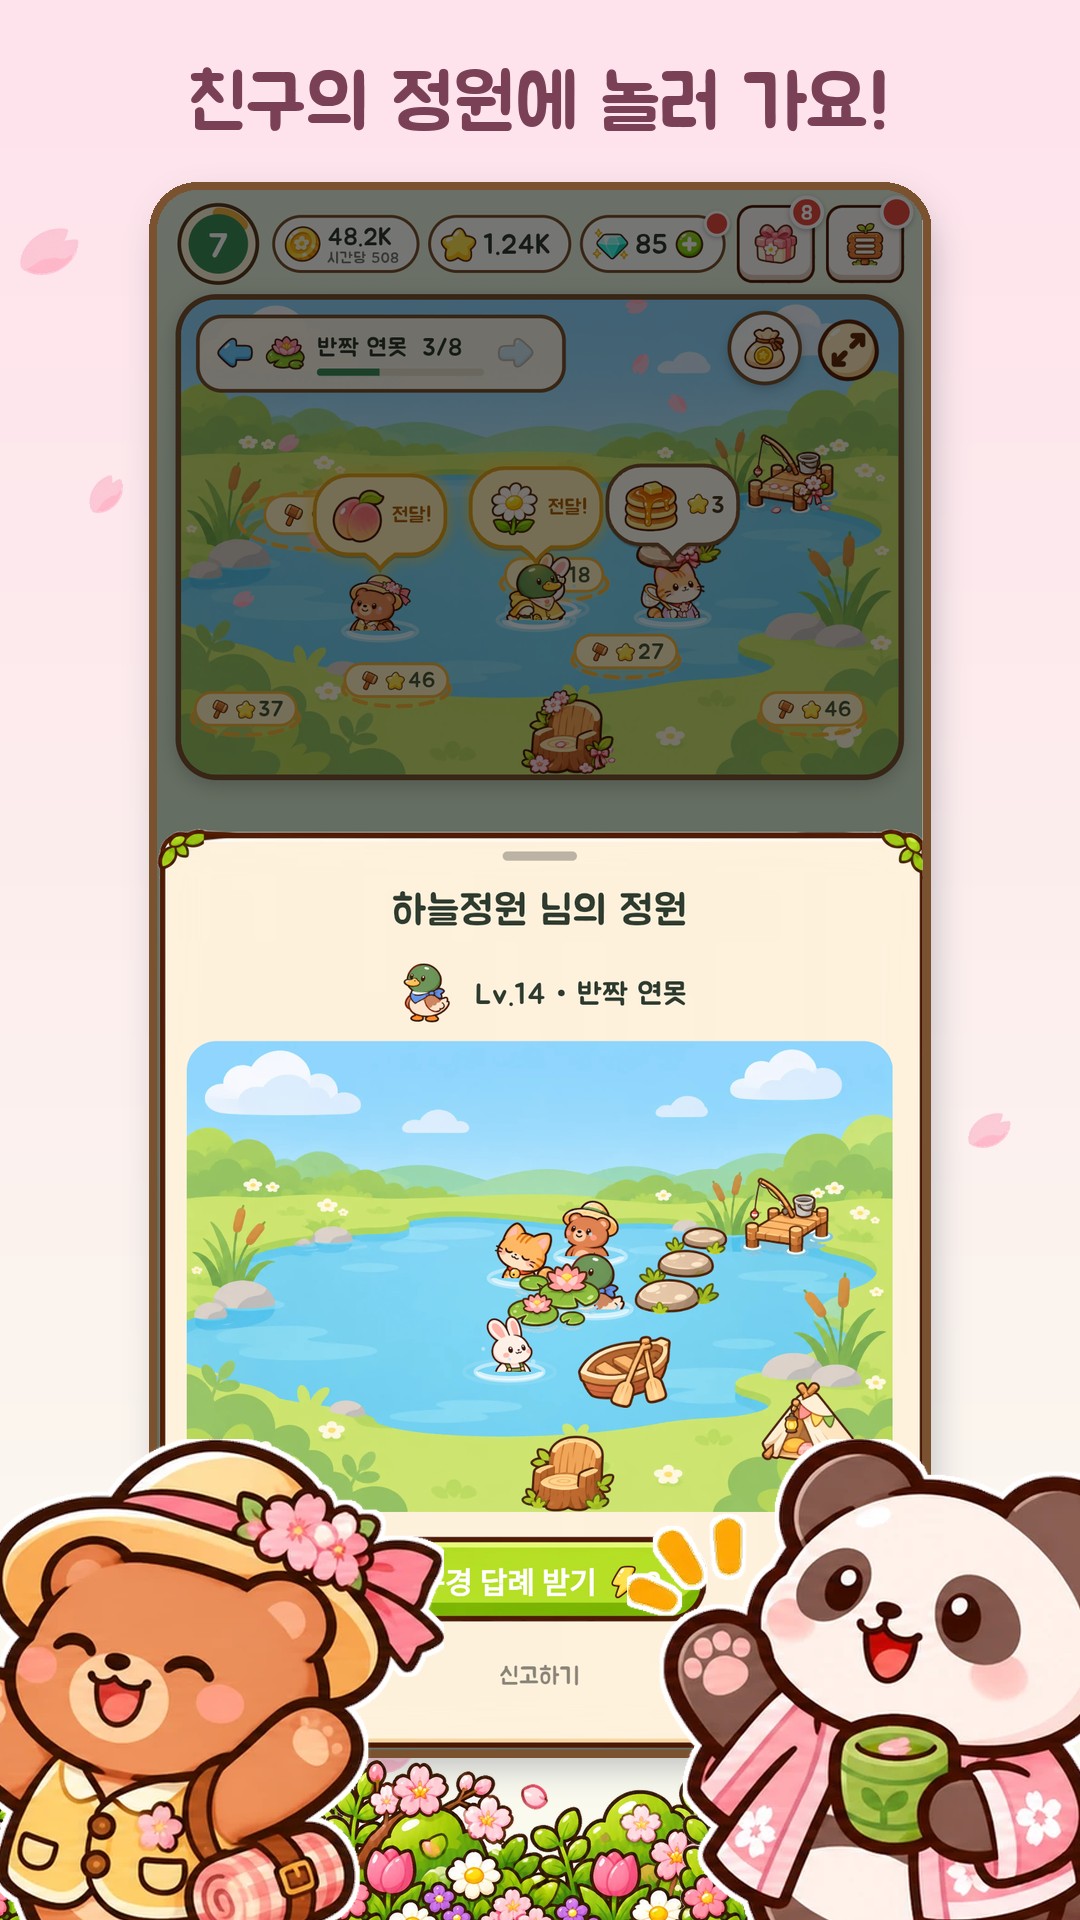 친구의 정원에 놀러 가요!
7
48.2K
시간당 508
1.24K
85
8
반짝 연못 3/8
전달!
전달!
3
18
27
46
37
46
하늘정원 님의 정원
Lv.14 • 반짝 연못
경 답례 받기
신고하기